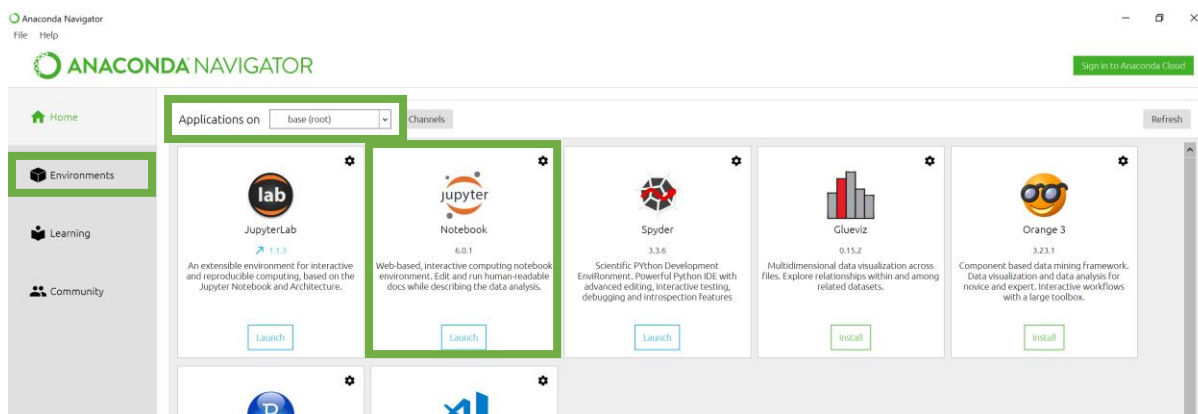 Anaconda Navigator
File Help
ANACONDA NAVIGATOR
Sign in to Anaconda Cloud
Home
Applications on base (root) Channels Refresh
Environments
Learning
Community
lab
JupyterLab
1.1.3
An extensible environment for interactive
and reproducible computing, based on the
Jupyter Notebook and Architecture.
Launch
jupyter
Notebook
6.0.1
Web-based, interactive computing notebook
environment. Edit and run human-readable
docs while describing the data analysis.
Launch
Spyder
3.3.6
Scientific PYthon Development
EnviRonment. Powerful Python IDE with
advanced editing, interactive testing,
debugging and introspection features
Launch
Glueviz
0.15.2
Multidimensional data visualization across
files. Explore relationships within and among
related datasets.
Install
Orange 3
3.23.1
Component based data mining framework.
Data visualization and data analysis for
novice and expert. Interactive workflows
with a large toolbox.
Install
R